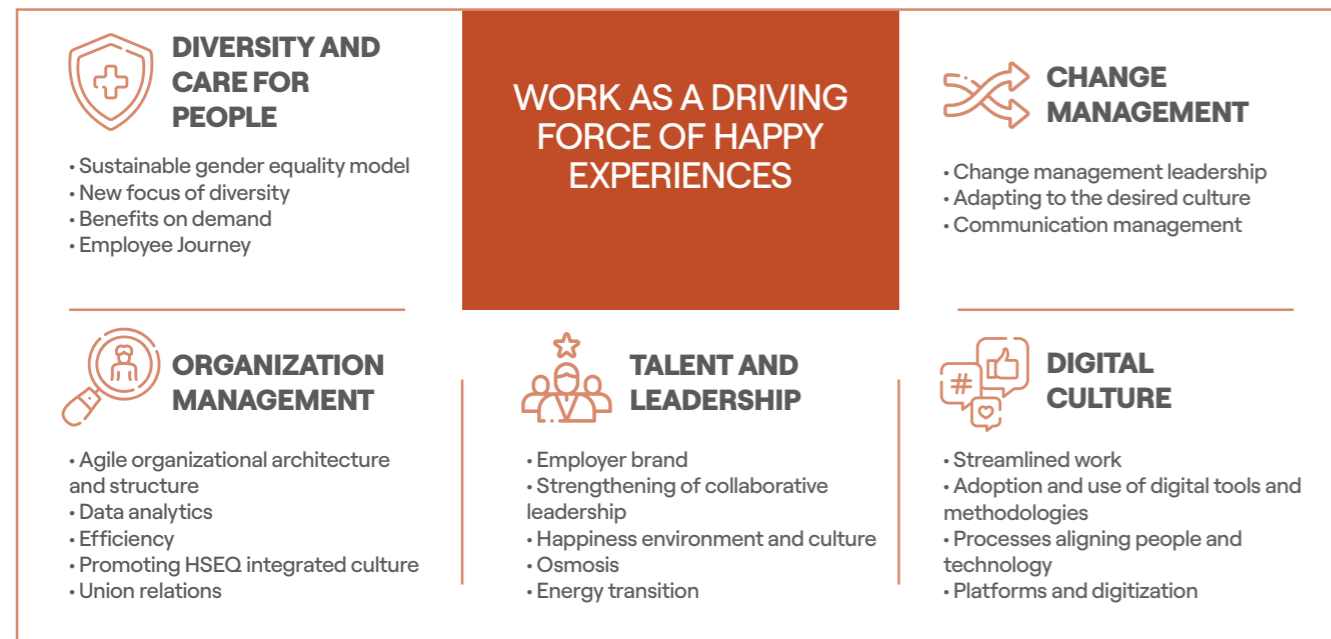 DIVERSITY AND
CARE FOR
PEOPLE
• Sustainable gender equality model
• New focus of diversity
• Benefits on demand
• Employee Journey
WORK AS A DRIVING
FORCE OF HAPPY
EXPERIENCES
CHANGE
MANAGEMENT
• Change management leadership
• Adapting to the desired culture
• Communication management
ORGANIZATION
MANAGEMENT
• Agile organizational architecture
and structure
• Data analytics
• Efficiency
• Promoting HSEQ integrated culture
• Union relations
TALENT AND
LEADERSHIP
• Employer brand
• Strengthening of collaborative
leadership
• Happiness environment and culture
• Osmosis
• Energy transition
#
DIGITAL
CULTURE
• Streamlined work
• Adoption and use of digital tools and
methodologies
• Processes aligning people and
technology
• Platforms and digitization